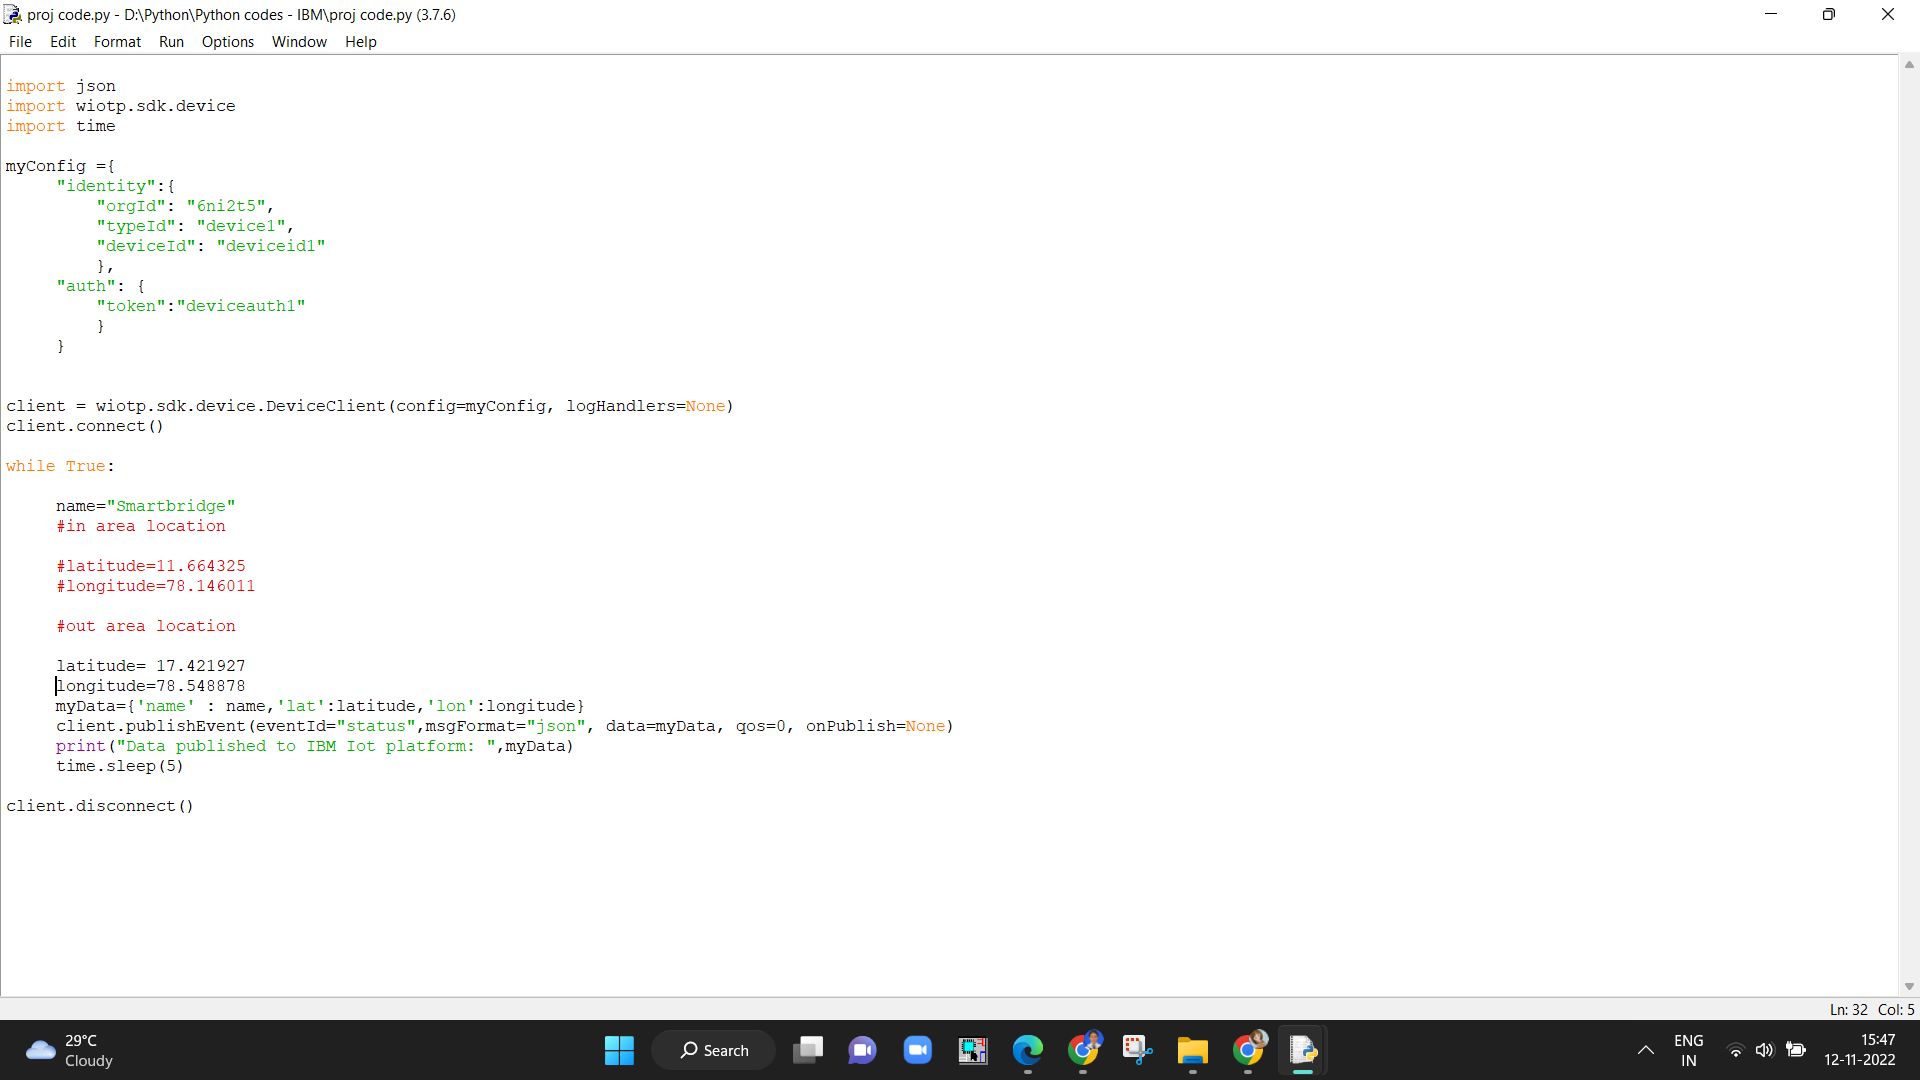 proj code.py - D:\Python\Python codes - IBM\proj code.py (3.7.6)
File Edit Format Run Options Window Help
import json
import wiotp.sdk.device
import time
myConfig ={
"identity":{
"orgId": "6ni2t5",
"typeId": "device1",
"deviceId": "deviceid1"
},
"auth": {
"token":"deviceauth1"
}
}
client = wiotp.sdk.device.DeviceClient(config=myConfig, logHandlers=None)
client.connect()
while True:
name="Smartbridge"
#in area location
#latitude=11.664325
#longitude=78.146011
#out area location
latitude= 17.421927
longitude=78.548878
myData={'name' : name,'lat':latitude,'lon':longitude}
client.publishEvent(eventId="status",msgFormat="json", data=myData, qos=0, onPublish=None)
print("Data published to IBM Iot platform: ",myData)
time.sleep(5)
client.disconnect()
Ln: 32 Col: 5
29°C
Cloudy
Search
ENG
IN
15:47
12-11-2022